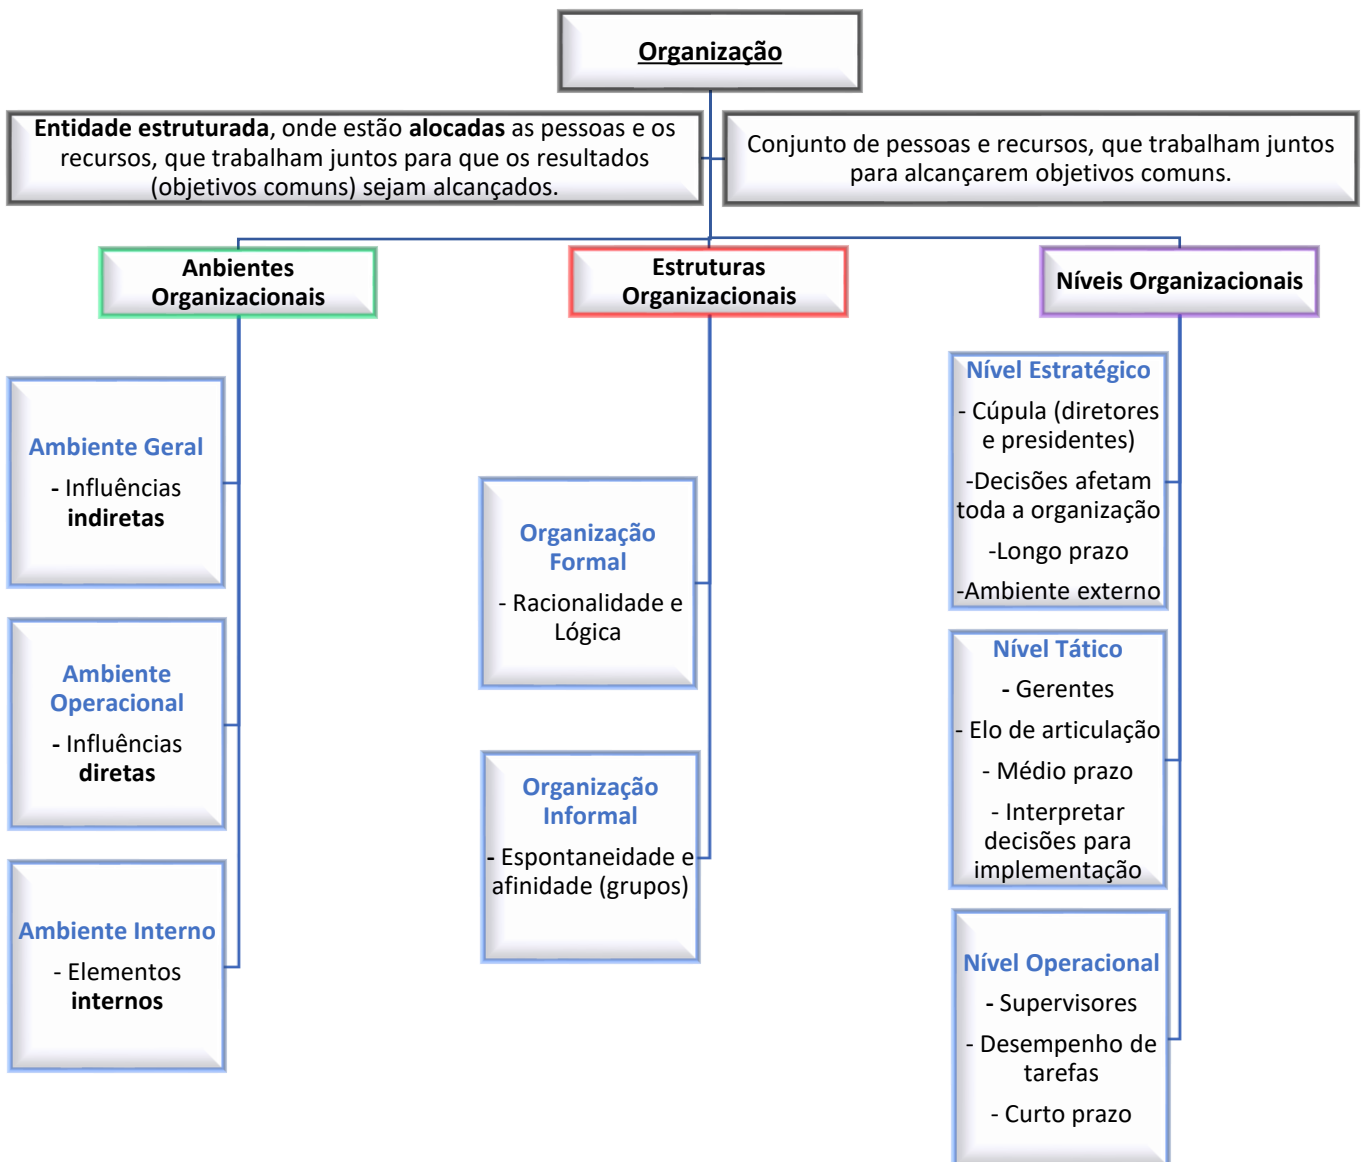 Organização
Entidade estruturada, onde estão alocadas as pessoas e os
recursos, que trabalham juntos para que os resultados
(objetivos comuns) sejam alcançados.
Conjunto de pessoas e recursos, que trabalham juntos
para alcançarem objetivos comuns.
Anbientes
Organizacionais
Ambiente Geral
- Influências
indiretas
Ambiente
Operacional
- Influências
diretas
Ambiente Interno
- Elementos
internos
Estruturas
Organizacionais
Organização
Formal
- Racionalidade e
Lógica
Organização
Informal
- Espontaneidade e
afinidade (grupos)
Níveis Organizacionais
Nível Estratégico
- Cúpula (diretores
e presidentes)
-Decisões afetam
toda a organização
-Longo prazo
-Ambiente externo
Nível Tático
- Gerentes
- Elo de articulação
- Médio prazo
- Interpretar
decisões para
implementação
Nível Operacional
- Supervisores
- Desempenho de
tarefas
- Curto prazo